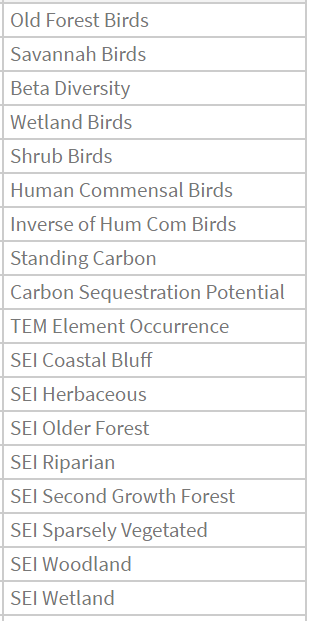 Old Forest Birds
Savannah Birds
Beta Diversity
Wetland Birds
Shrub Birds
Human Commensal Birds
Inverse of Hum Com Birds
Standing Carbon
Carbon Sequestration Potential
TEM Element Occurrence
SEI Coastal Bluff
SEI Herbaceous
SEI Older Forest
SEI Riparian
SEI Second Growth Forest
SEI Sparsely Vegetated
SEI Woodland
SEI Wetland